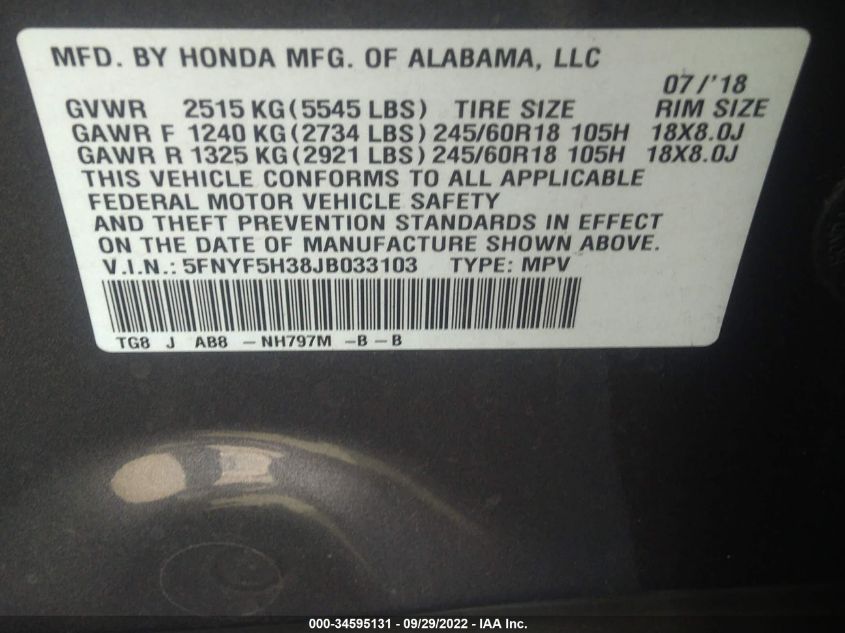 MFD. BY HONDA MFG. OF ALABAMA, LLC
07/'18
GVWR 2515 KG (5545 LBS) TIRE SIZE RIM SIZE
GAWR F 1240 KG (2734 LBS) 245/60R18 105H 18X8.0J
GAWR R 1325 KG (2921 LBS) 245/60R18 105H 18X8.0J
THIS VEHICLE CONFORMS TO ALL APPLICABLE
FEDERAL MOTOR VEHICLE SAFETY
AND THEFT PREVENTION STANDARDS IN EFFECT
ON THE DATE OF MANUFACTURE SHOWN ABOVE.
V.I.N.: 5FNYF5H38JB033103 TYPE: MPV
TG8 J AB8 -NH797M -B-B
000-34595131 - 09/29/2022 - IAA Inc.